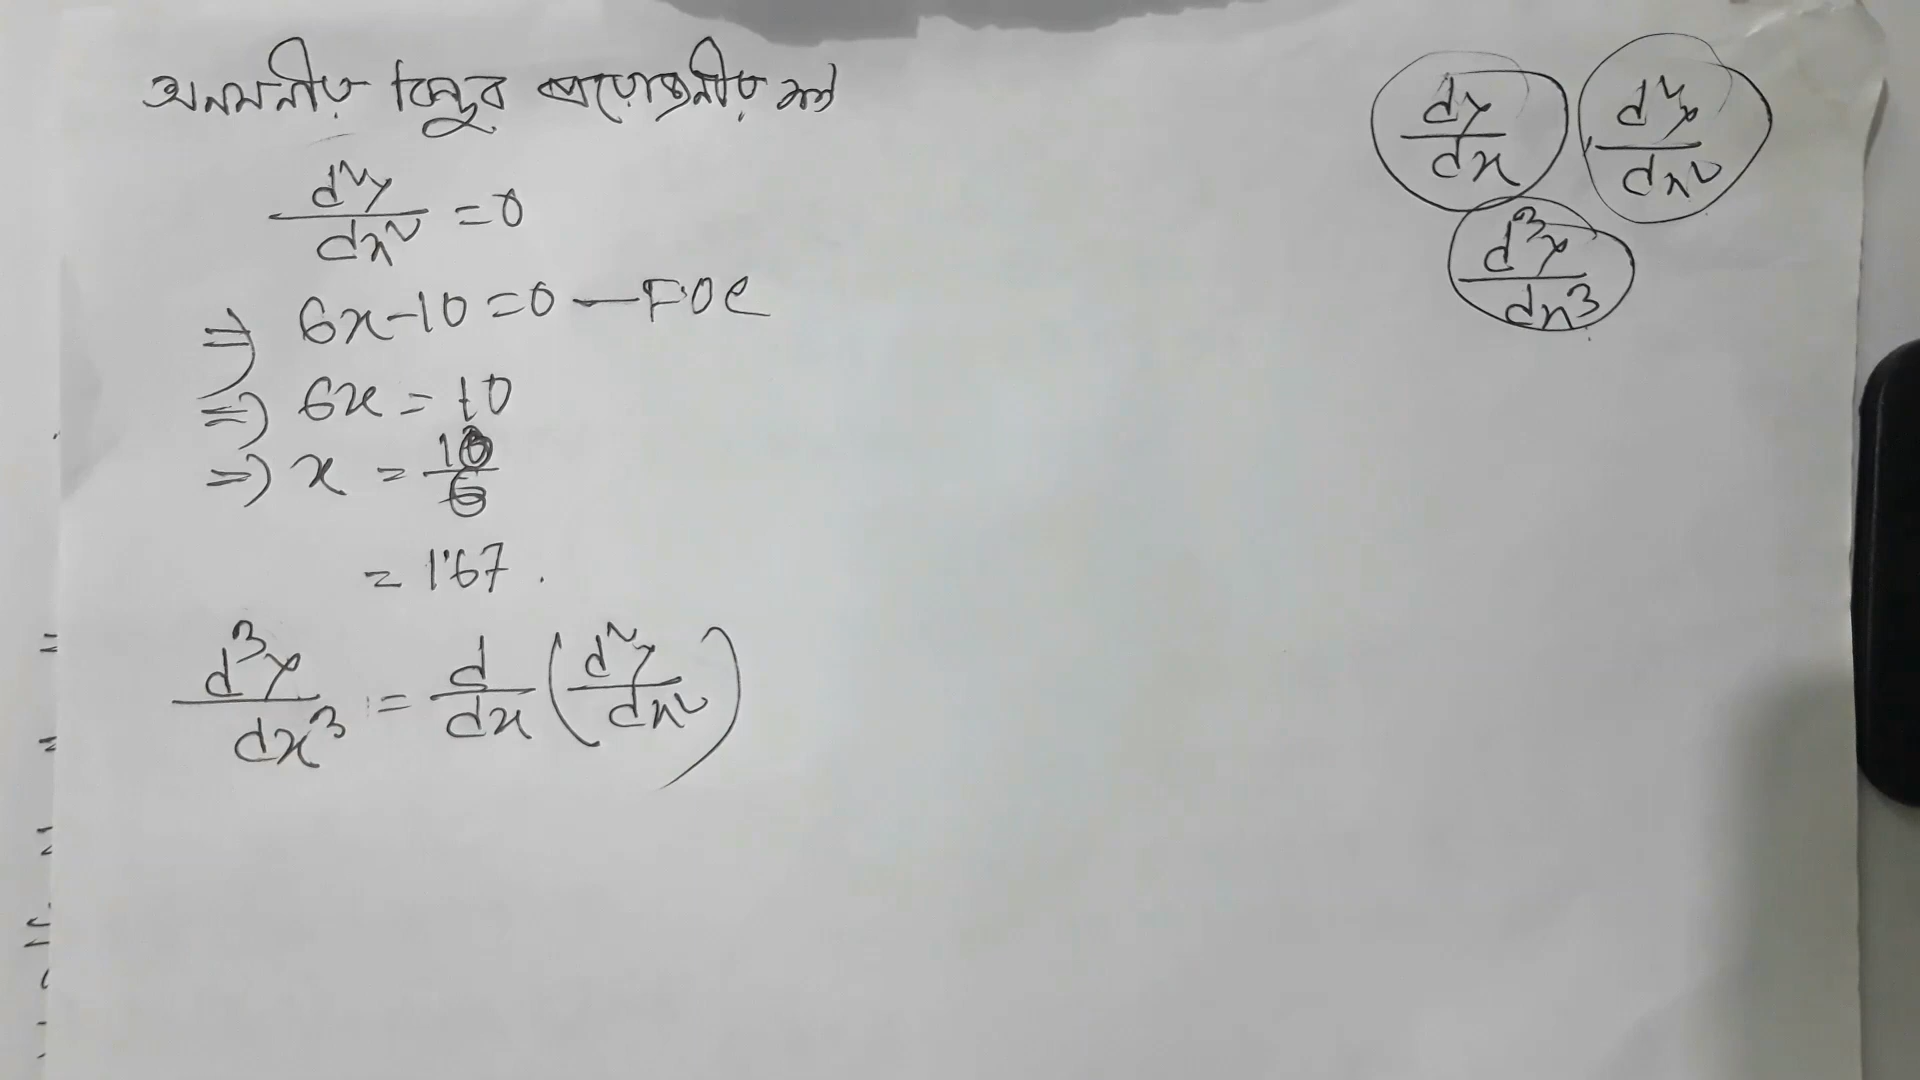 অনমনীয় বিন্দুর প্রয়োজনীয় শর্ত
dy/dx d²y/dx²
d³y/dx³
d²y/dx² = 0
⇒ 6x-10=0 — FOC
⇒ 6x = 10
⇒ x = 10/6
= 1.67.
d³y/dx³ = d/dx (d²y/dx²)